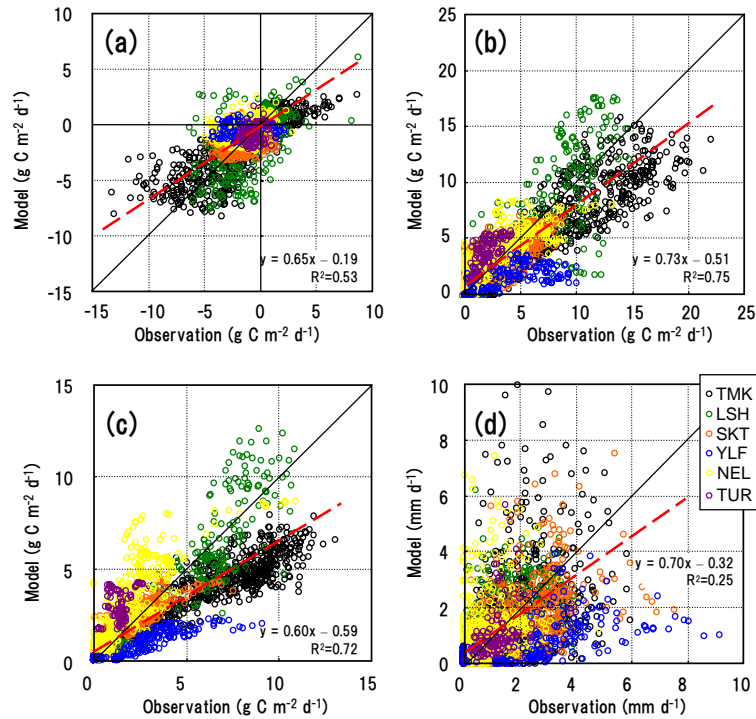 (a)
10
5
0
-5
-10
-15
-15
-10
-5
0
5
10
Model (g C m⁻² d⁻¹)
Observation (g C m⁻² d⁻¹)
y = 0.65x – 0.19
R²=0.53
(b)
25
20
15
10
5
0
0
5
10
15
20
25
Model (g C m⁻² d⁻¹)
Observation (g C m⁻² d⁻¹)
y = 0.73x – 0.51
R²=0.75
(c)
15
10
5
0
0
5
10
15
Model (g C m⁻² d⁻¹)
Observation (g C m⁻² d⁻¹)
y = 0.60x – 0.59
R²=0.72
(d)
10
8
6
4
2
0
0
2
4
6
8
10
Model (mm d⁻¹)
Observation (mm d⁻¹)
y = 0.70x – 0.32
R²=0.25
TMK
LSH
SKT
YLF
NEL
TUR